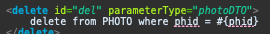 <delete id="del" parameterType="photoDTO">
delete from PHOTO where phid = #{phid}
</delete>